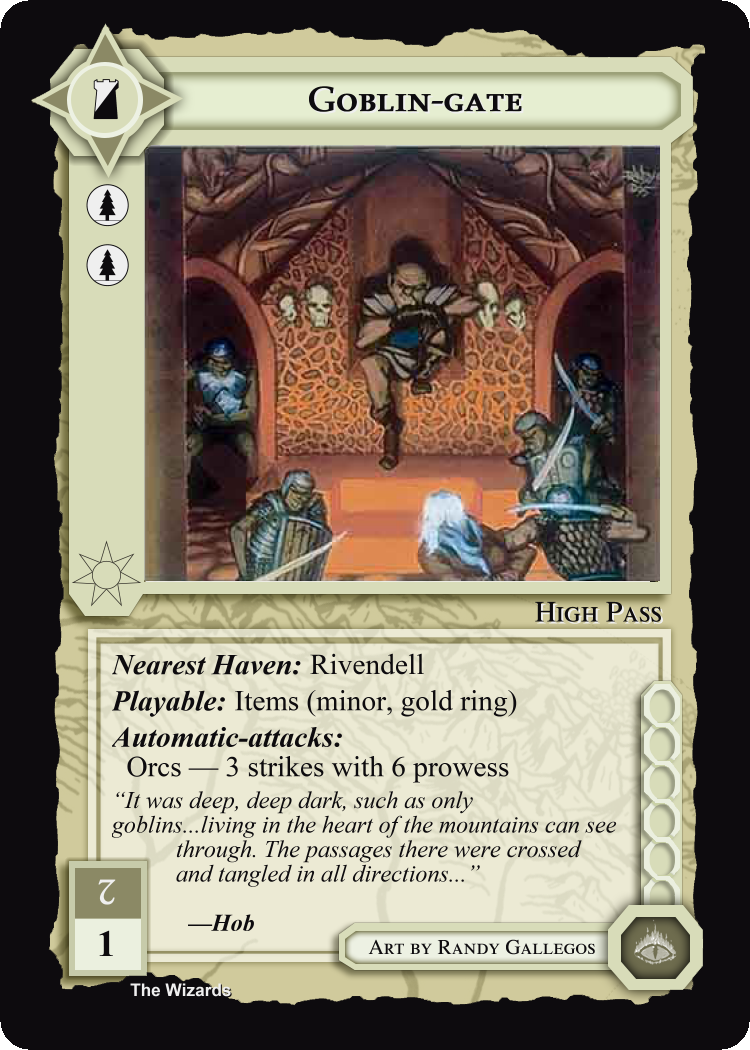 Goblin-gate
High Pass
Nearest Haven: Rivendell
Playable: Items (minor, gold ring)
Automatic-attacks:
Orcs — 3 strikes with 6 prowess
“It was deep, deep dark, such as only
goblins...living in the heart of the mountains can see
through. The passages there were crossed
and tangled in all directions...”
—Hob
1
Art by Randy Gallegos
The Wizards